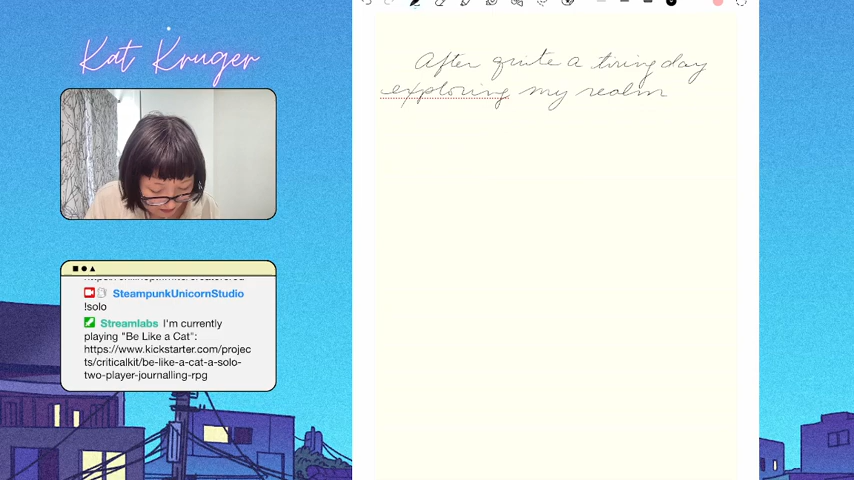 Kat Kruger
After quite a tiring day
exploring my realm
SteampunkUnicornStudio
!solo
Streamlabs I'm currently
playing "Be Like a Cat":
https://www.kickstarter.com/projec
ts/criticalkit/be-like-a-cat-a-solo-
two-player-journalling-rpg